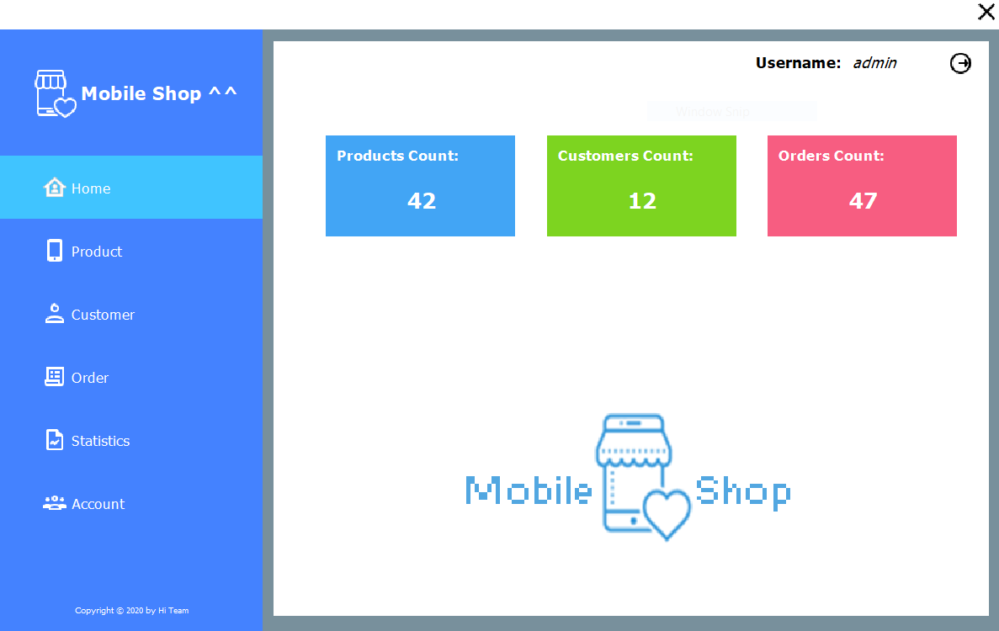 Mobile Shop ^^
Home
Product
Customer
Order
Statistics
Account
Copyright © 2020 by Hi Team
Username: admin
Window Snip
Products Count:
42
Customers Count:
12
Orders Count:
47
Mobile Shop